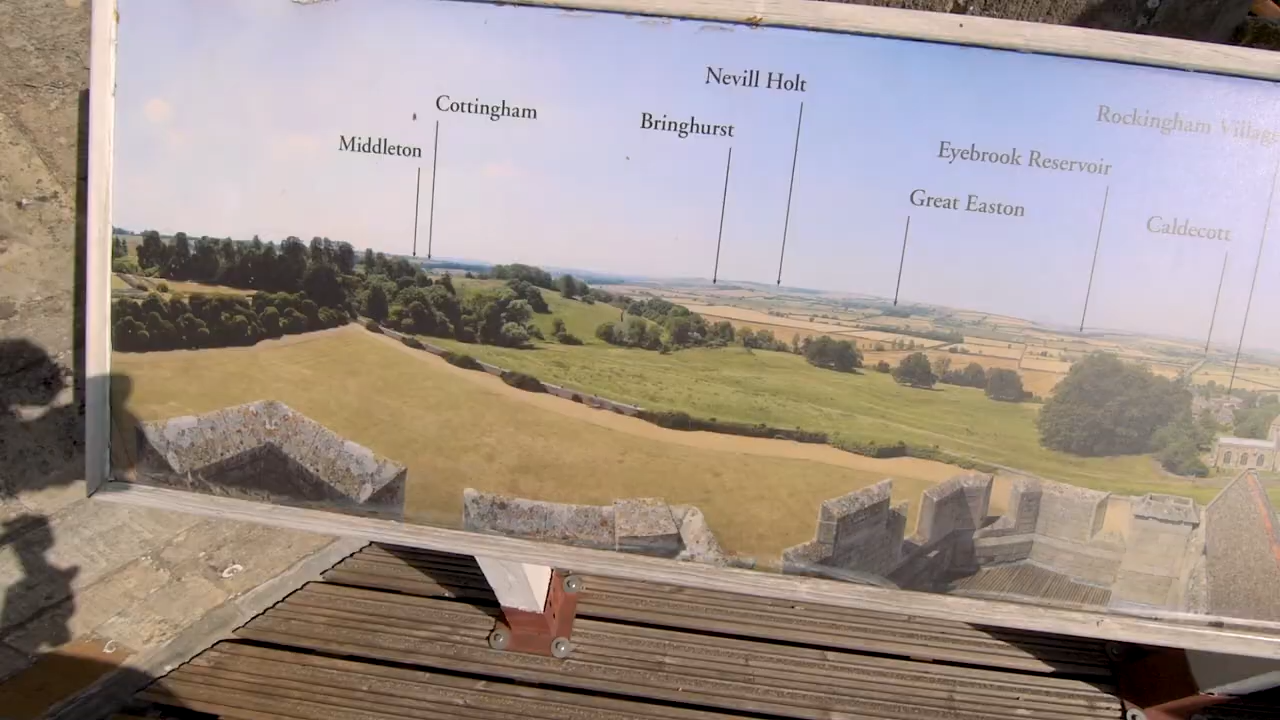 Nevill Holt
Cottingham
Rockingham Village
Bringhurst
Middleton
Eyebrook Reservoir
Great Easton
Caldecott